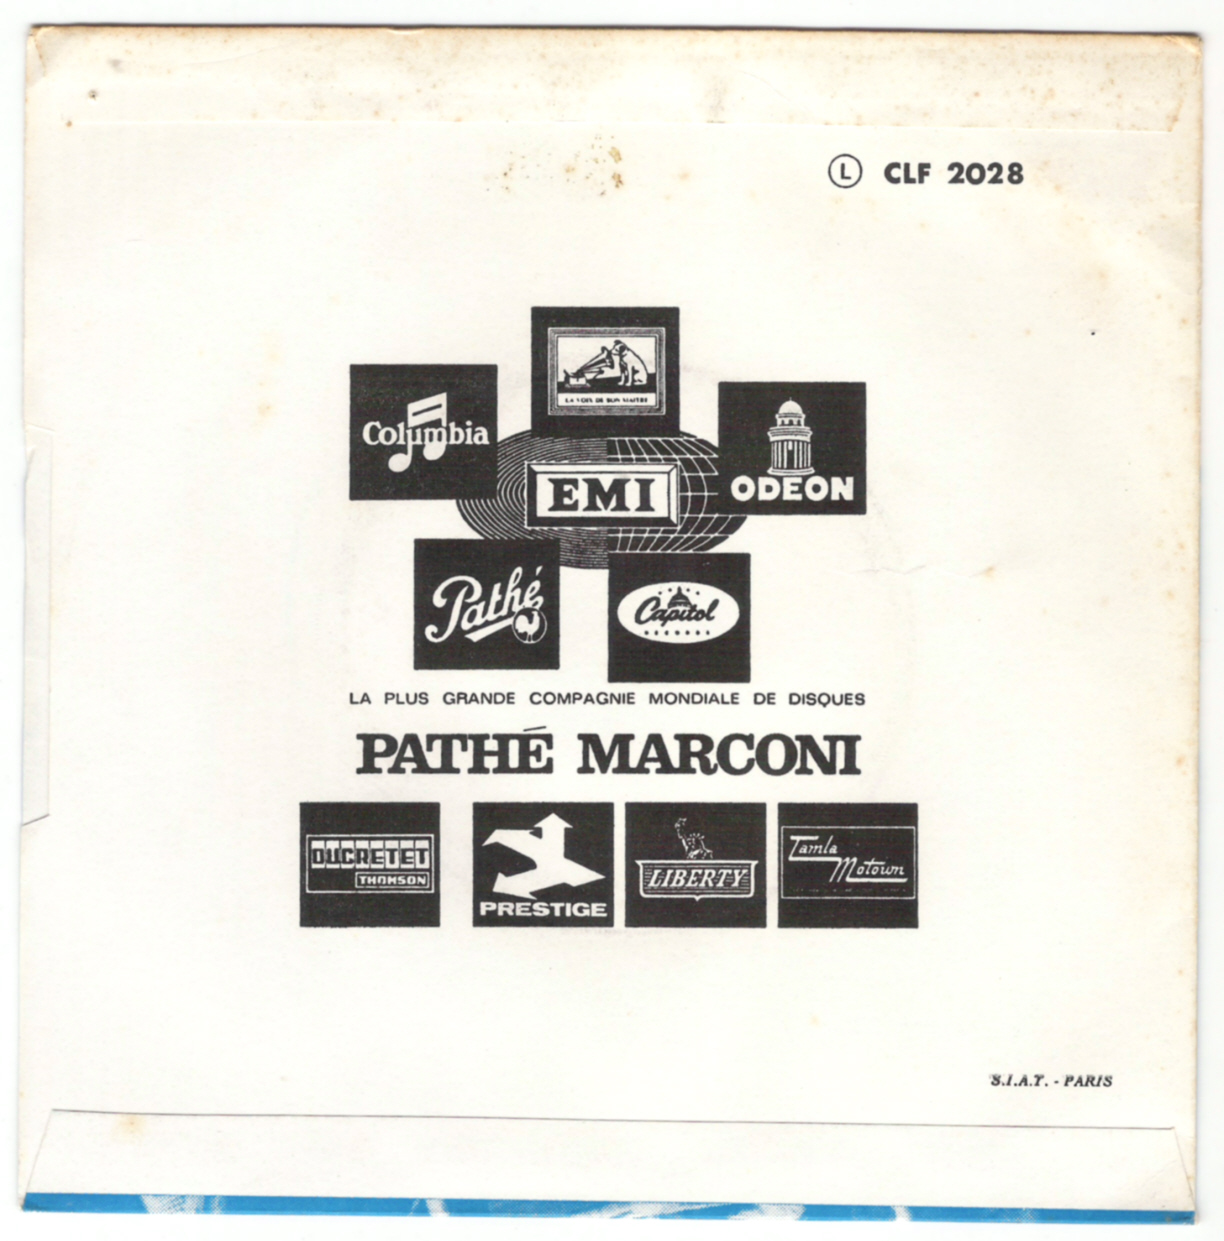 Ⓛ CLF 2028
LA VOIX DE SON MAITRE
Columbia
EMI
ODEON
Pathé
Capitol
RECORDS
LA PLUS GRANDE COMPAGNIE MONDIALE DE DISQUES
PATHÉ MARCONI
DUCRETET
THOMSON
PRESTIGE
LIBERTY
Tamla
Motown
S.I.A.T. - PARIS